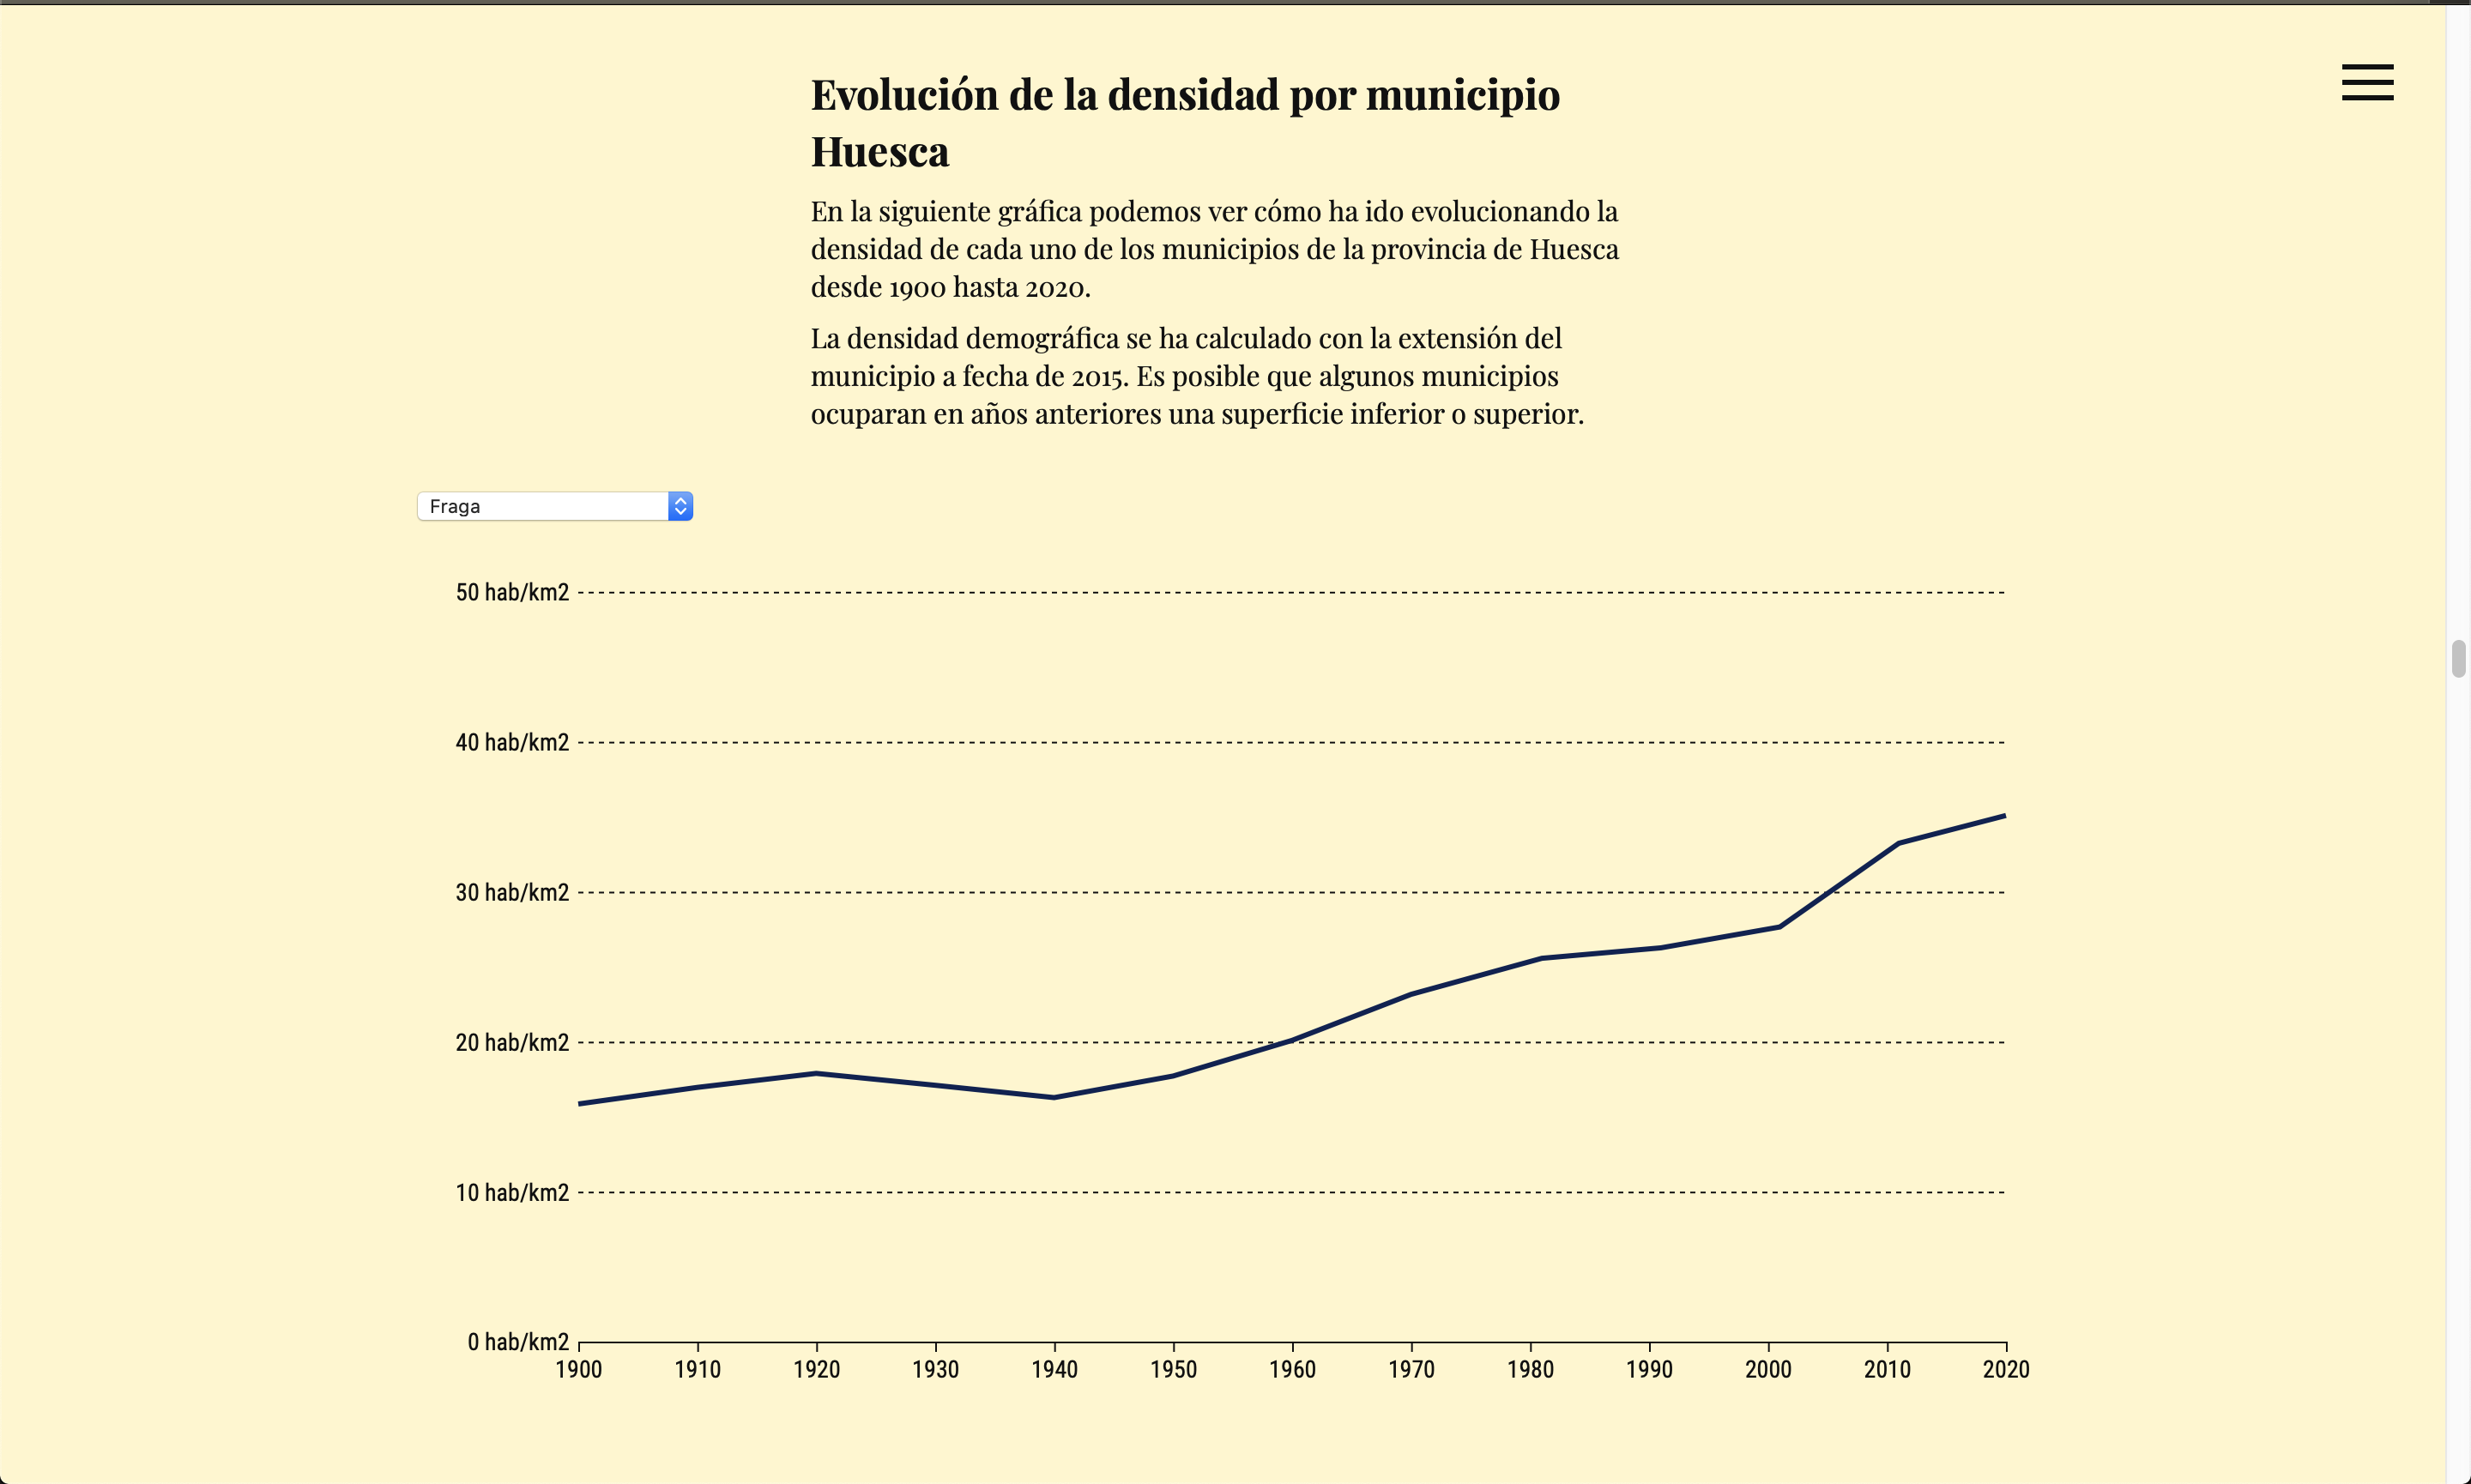 Evolución de la densidad por municipio
Huesca
En la siguiente gráfica podemos ver cómo ha ido evolucionando la
densidad de cada uno de los municipios de la provincia de Huesca
desde 1900 hasta 2020.
La densidad demográfica se ha calculado con la extensión del
municipio a fecha de 2015. Es posible que algunos municipios
ocuparan en años anteriores una superficie inferior o superior.
Fraga
50 hab/km2
40 hab/km2
30 hab/km2
20 hab/km2
10 hab/km2
0 hab/km2
1900 1910 1920 1930 1940 1950 1960 1970 1980 1990 2000 2010 2020